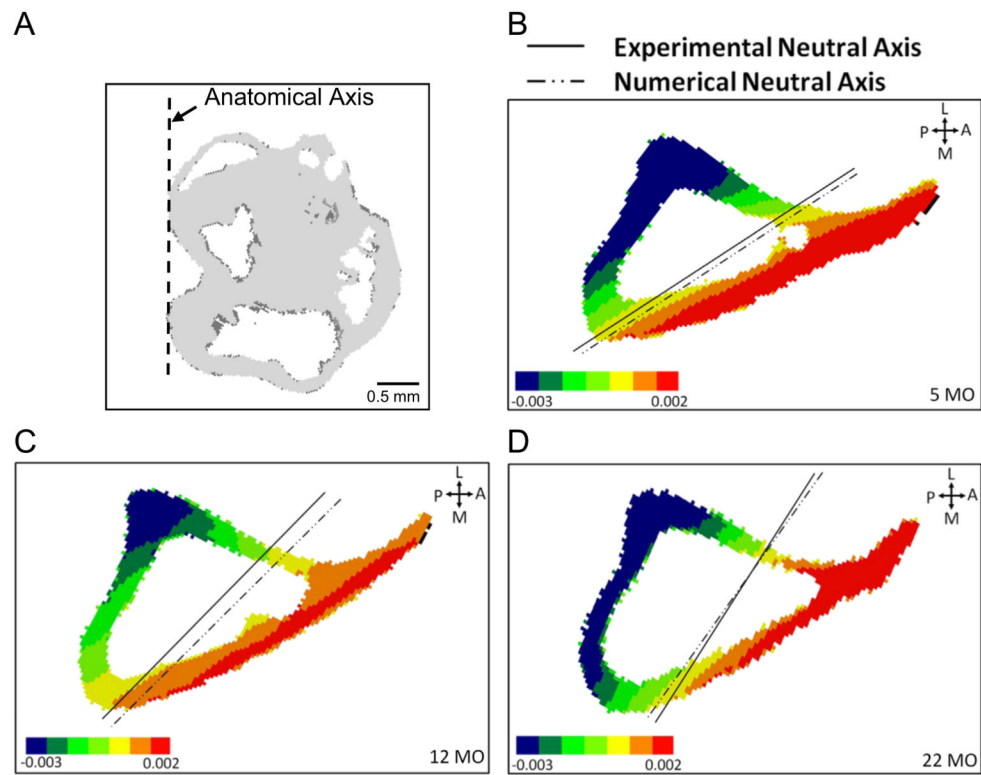 A
Anatomical Axis
0.5 mm
B
Experimental Neutral Axis
Numerical Neutral Axis
L
P A
M
-0.003 0.002
5 MO
C
L
P A
M
-0.003 0.002
12 MO
D
L
P A
M
-0.003 0.002
22 MO